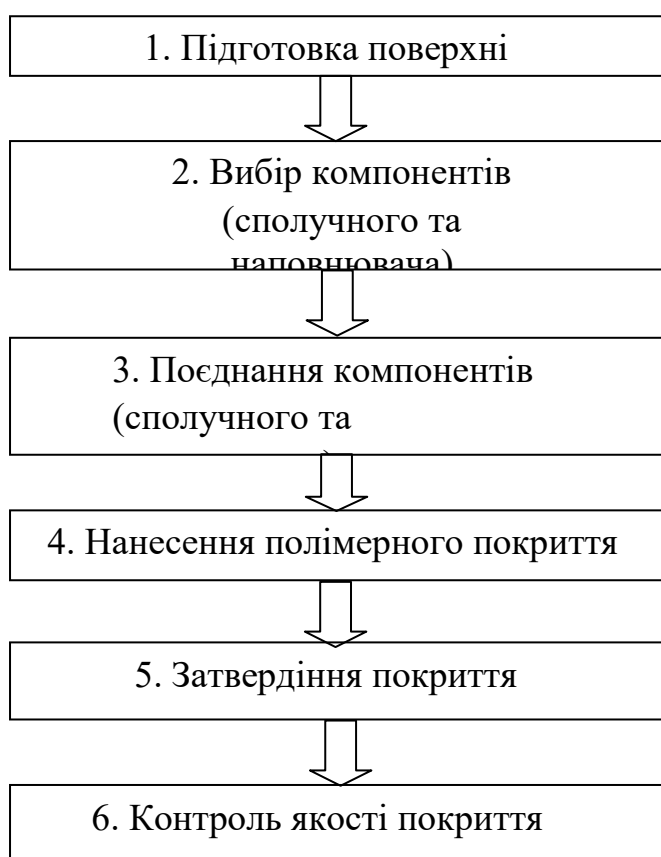 1. Підготовка поверхні
2. Вибір компонентів
(сполучного та
наповнювача)
3. Поєднання компонентів
(сполучного та
4. Нанесення полімерного покриття
5. Затвердіння покриття
6. Контроль якості покриття